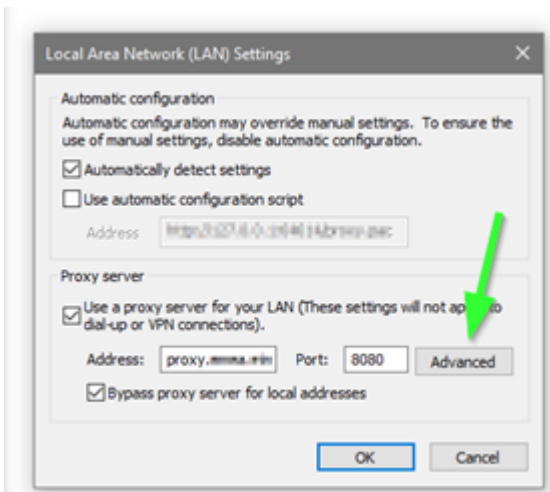 Local Area Network (LAN) Settings
Automatic configuration
Automatic configuration may override manual settings. To ensure the
use of manual settings, disable automatic configuration.
Automatically detect settings
Use automatic configuration script
Address
Proxy server
Use a proxy server for your LAN (These settings will not to
dial-up or VPN connections).
Address: proxy. Port: 8080 Advanced
Bypass proxy server for local addresses
OK Cancel